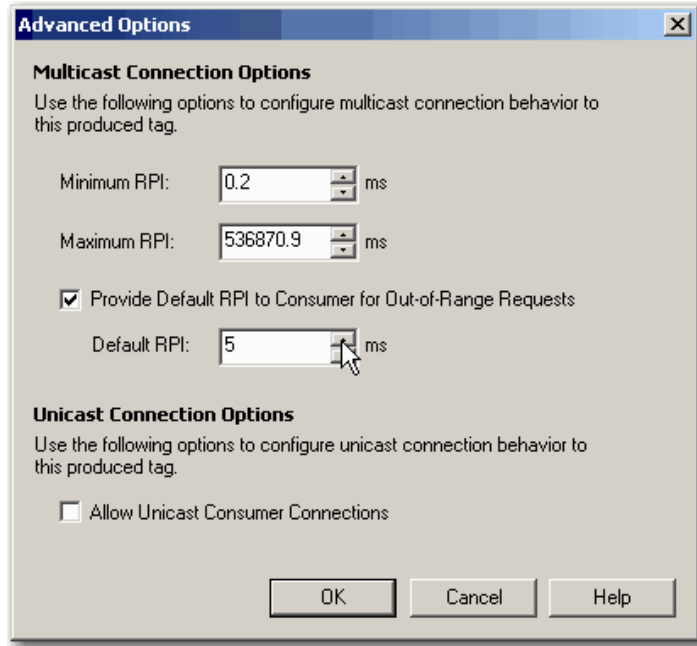 Advanced Options
Multicast Connection Options
Use the following options to configure multicast connection behavior to
this produced tag.
Minimum RPI: 0.2 ms
Maximum RPI: 536870.9 ms
Provide Default RPI to Consumer for Out-of-Range Requests
Default RPI: 5 ms
Unicast Connection Options
Use the following options to configure unicast connection behavior to
this produced tag.
Allow Unicast Consumer Connections
OK Cancel Help